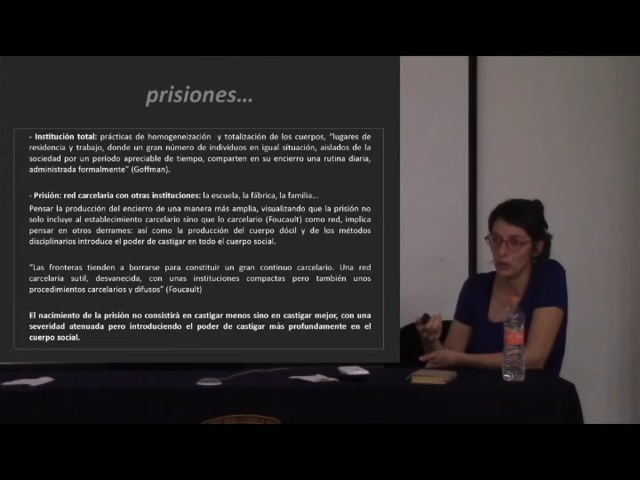 prisiones...
- Institución total: prácticas de homogeneización y totalización de los cuerpos, "lugares de
residencia y trabajo, donde un gran número de individuos en igual situación, aislados de la
sociedad por un período apreciable de tiempo, comparten en su encierro una rutina diaria,
administrada formalmente" (Goffman).
- Prisión: red carcelaria con otras instituciones: la escuela, la fábrica, la familia...
Pensar la producción del encierro de una manera más amplia, visualizando que la prisión no
solo incluye al establecimiento carcelario sino que lo carcelario (Foucault) como red, implica
pensar en otros derrames: así como la producción del cuerpo dócil y de los métodos
disciplinarios introduce el poder de castigar en todo el cuerpo social.
"Las fronteras tienden a borrarse para constituir un gran continuo carcelario. Una red
carcelaria sutil, desvanecida, con unas instituciones compactas pero también unos
procedimientos carcelarios y difusos" (Foucault)
El nacimiento de la prisión no consistirá en castigar menos sino en castigar mejor, con una
severidad atenuada pero introduciendo el poder de castigar más profundamente en el
cuerpo social.